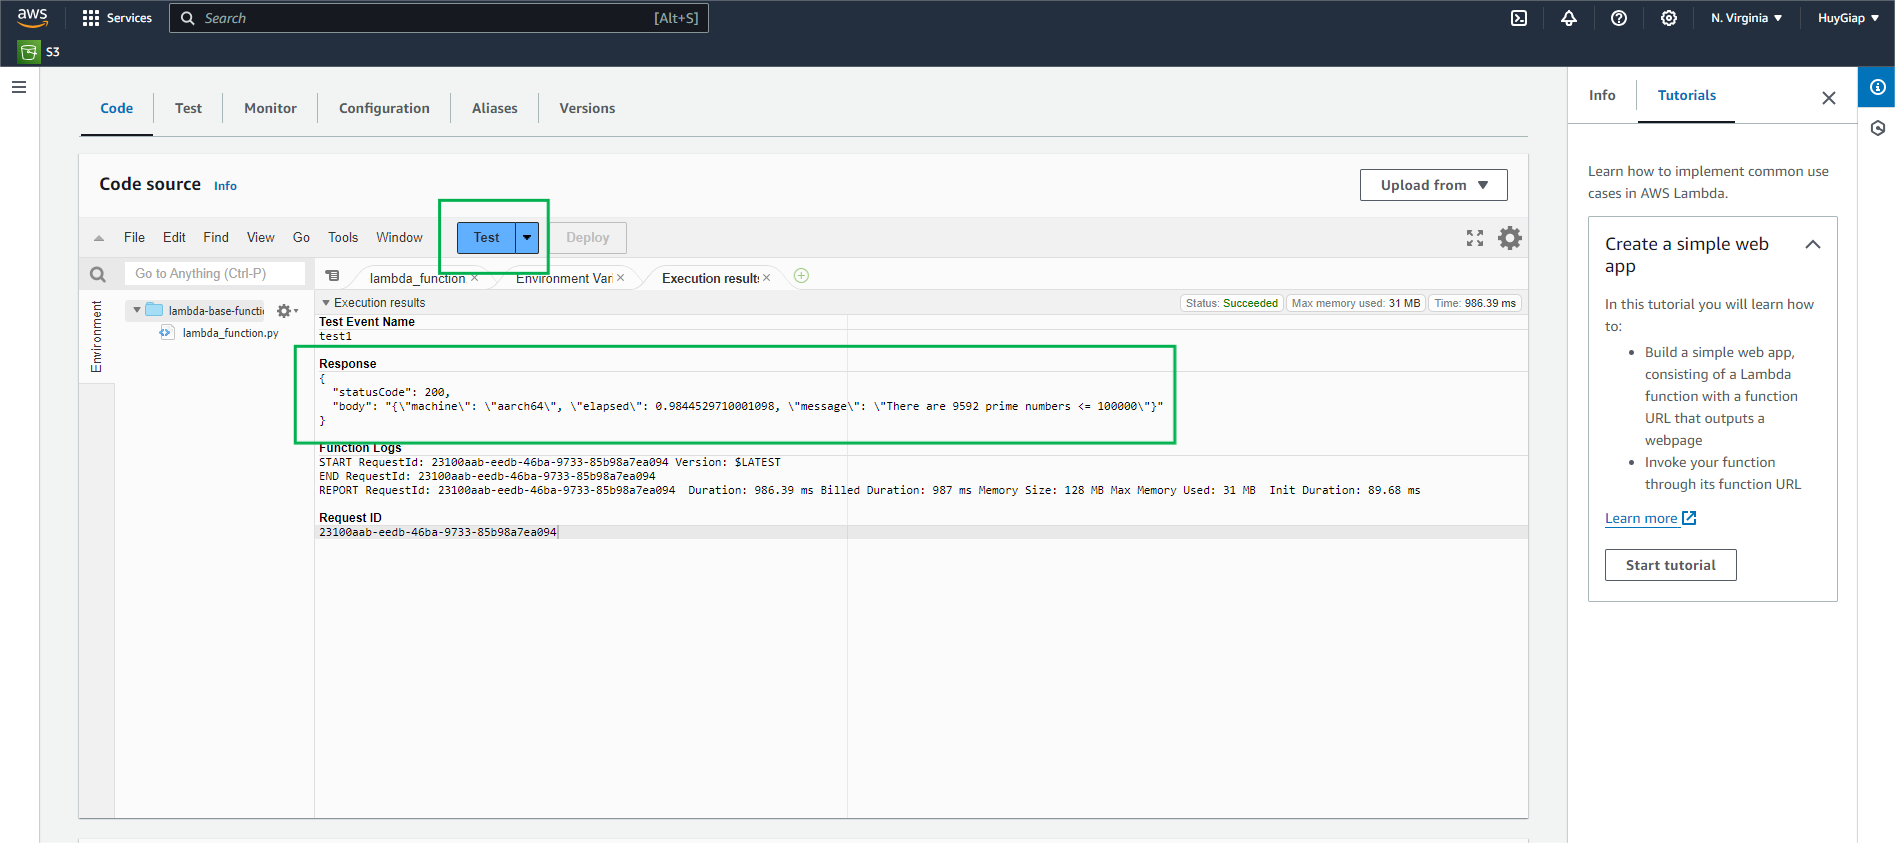 aws
Services
Search
[Alt+S]
N. Virginia
HuyGiap
S3
Code
Test
Monitor
Configuration
Aliases
Versions
Code source Info
Upload from
File Edit Find View Go Tools Window
Test
Deploy
Go to Anything (Ctrl-P)
lambda_function
Environment Vari
Execution results
Environment
lambda-base-functi
lambda_function.py
Execution results
Status: Succeeded
Max memory used: 31 MB
Time: 986.39 ms
Test Event Name
test1
Response
{
"statusCode": 200,
"body": "{\"machine\": \"aarch64\", \"elapsed\": 0.9844529710001098, \"message\": \"There are 9592 prime numbers <= 100000\"}"
}
Function Logs
START RequestId: 23100aab-eedb-46ba-9733-85b98a7ea094 Version: $LATEST
END RequestId: 23100aab-eedb-46ba-9733-85b98a7ea094
REPORT RequestId: 23100aab-eedb-46ba-9733-85b98a7ea094  Duration: 986.39 ms Billed Duration: 987 ms Memory Size: 128 MB Max Memory Used: 31 MB  Init Duration: 89.68 ms
Request ID
23100aab-eedb-46ba-9733-85b98a7ea094
Info
Tutorials
Learn how to implement common use
cases in AWS Lambda.
Create a simple web
app
In this tutorial you will learn how
to:
• Build a simple web app,
consisting of a Lambda
function with a function
URL that outputs a
webpage
• Invoke your function
through its function URL
Learn more
Start tutorial